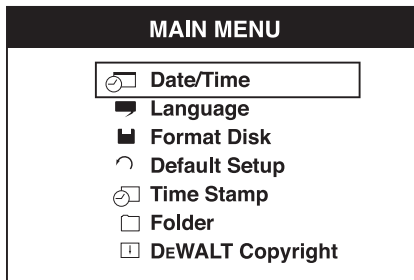 MAIN MENU
Date/Time
Language
Format Disk
Default Setup
Time Stamp
Folder
DEWALT Copyright